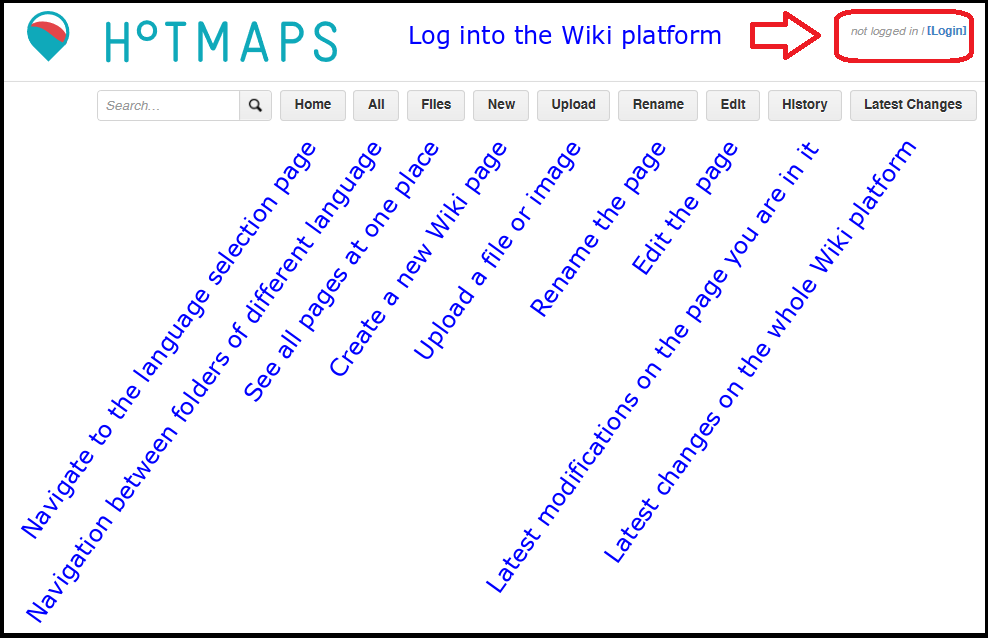 HOTMAPS
Log into the Wiki platform
not logged in | [Login]
Search...
Home
All
Files
New
Upload
Rename
Edit
History
Latest Changes
Navigate to the language selection page
Navigation between folders of different language
See all pages at one place
Create a new Wiki page
Upload a file or image
Rename the page
Edit the page
Latest modifications on the page you are in it
Latest changes on the whole Wiki platform